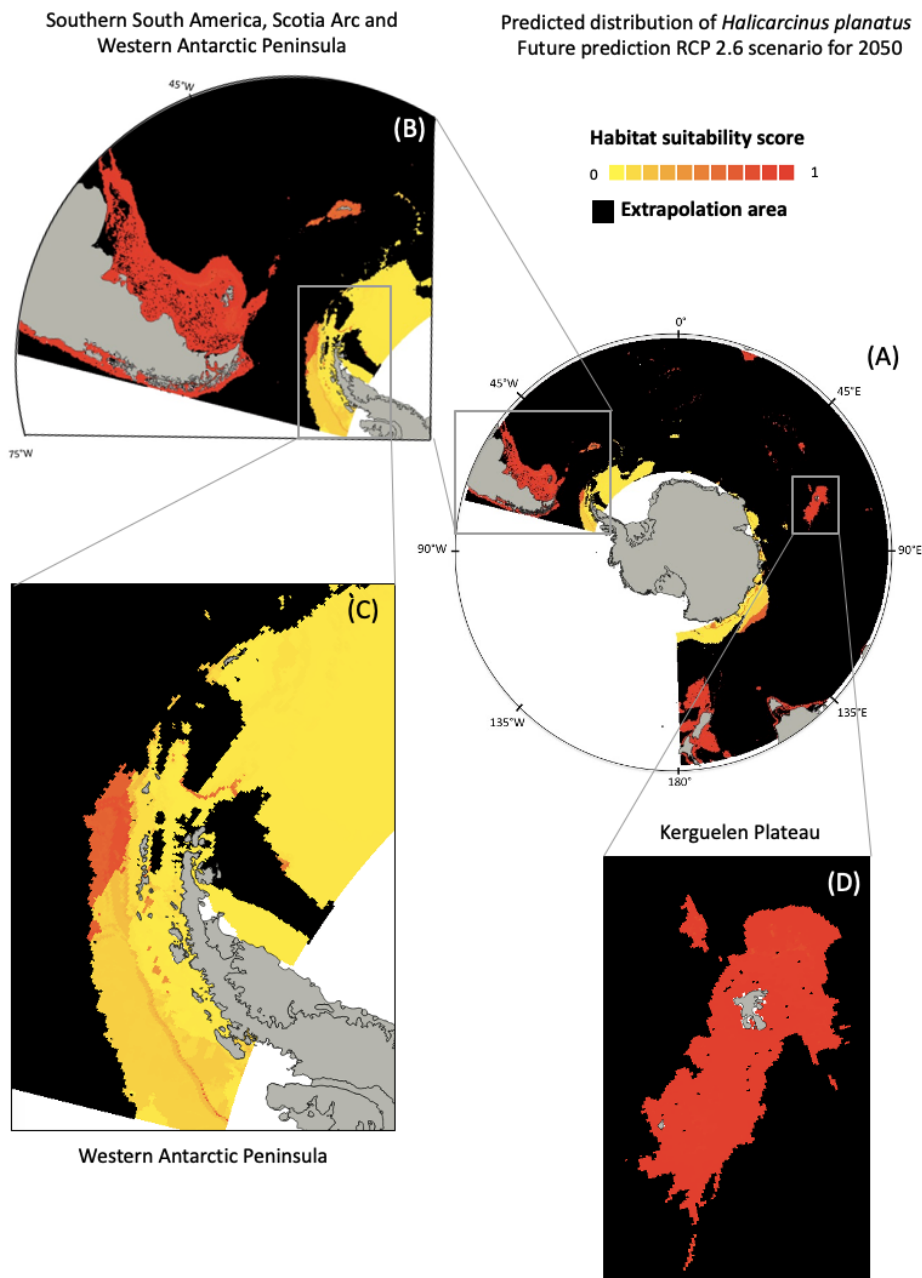 Southern South America, Scotia Arc and
Western Antarctic Peninsula
Predicted distribution of Halicarcinus planatus
Future prediction RCP 2.6 scenario for 2050
45°W
(B)
Habitat suitability score
0 1
Extrapolation area
75°W
0°
(A)
45°W
45°E
90°W
90°E
(C)
135°W
135°E
180°
Kerguelen Plateau
(D)
Western Antarctic Peninsula